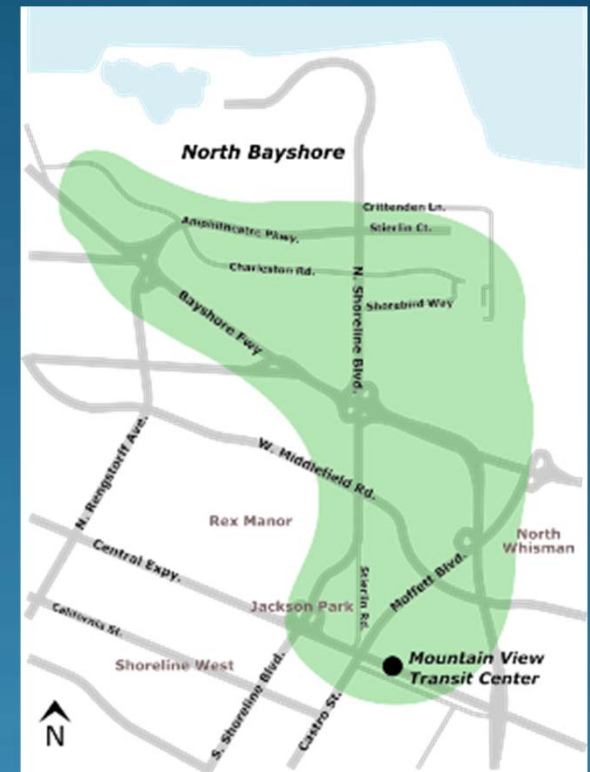 North Bayshore
Crittenden Ln.
Amphitheatre Pkwy.
Stierlin Ct.
Charleston Rd.
N. Shoreline Blvd.
Shorebird Way
Bayshore Fwy
W. Middlefield Rd.
N. Rengstorff Ave.
Rex Manor
North
Whisman
Central Expy.
Moffett Blvd.
Stierlin Rd.
Jackson Park
California St.
Shoreline West
Mountain View
Transit Center
S. Shoreline Blvd.
Castro St.
N